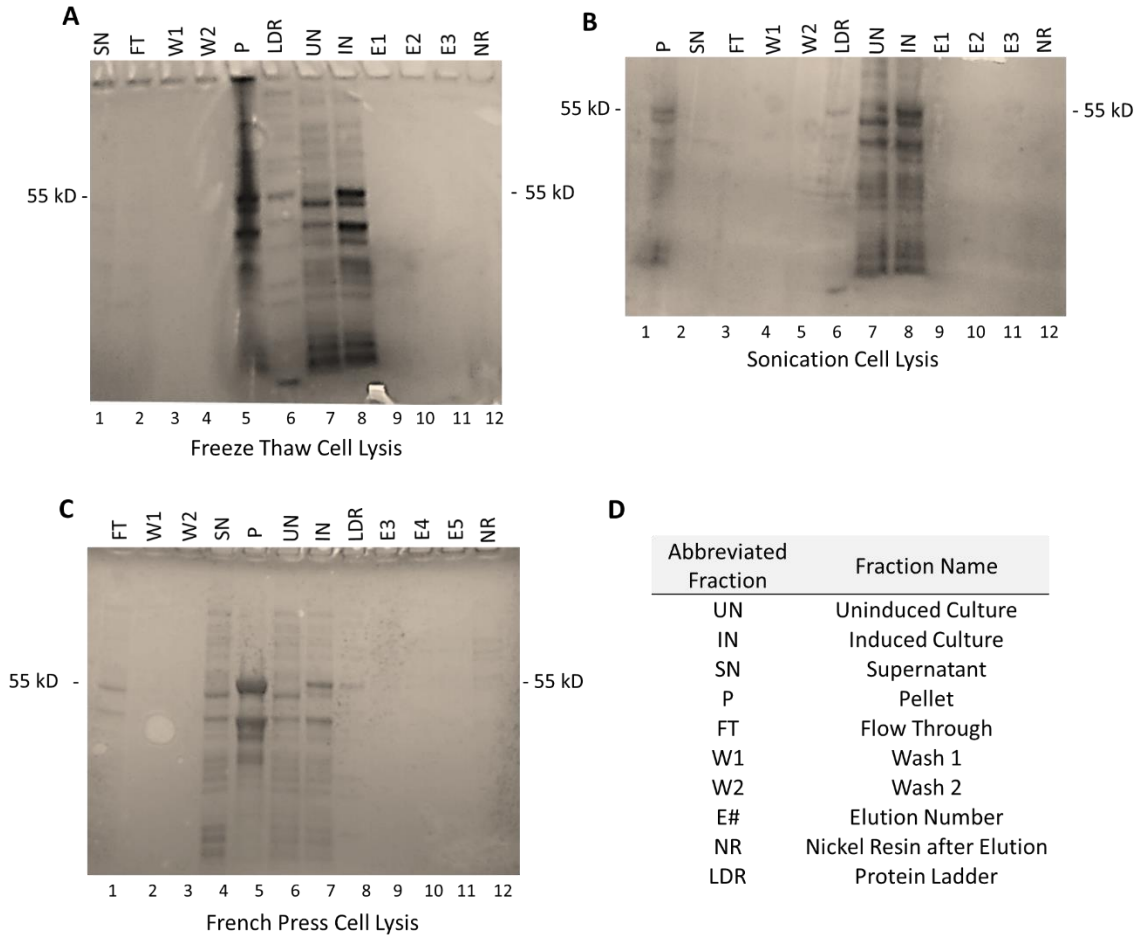 A
SN FT W1 W2 P LDR UN IN E1 E2 E3 NR
55 kD - - 55 kD
1 2 3 4 5 6 7 8 9 10 11 12
Freeze Thaw Cell Lysis
B
P SN FT W1 W2 LDR UN IN E1 E2 E3 NR
55 kD - - 55 kD
1 2 3 4 5 6 7 8 9 10 11 12
Sonication Cell Lysis
C
FT W1 W2 SN P UN IN LDR E3 E4 E5 NR
55 kD - - 55 kD
1 2 3 4 5 6 7 8 9 10 11 12
French Press Cell Lysis
D
Abbreviated Fraction Fraction Name
UN Uninduced Culture
IN Induced Culture
SN Supernatant
P Pellet
FT Flow Through
W1 Wash 1
W2 Wash 2
E# Elution Number
NR Nickel Resin after Elution
LDR Protein Ladder